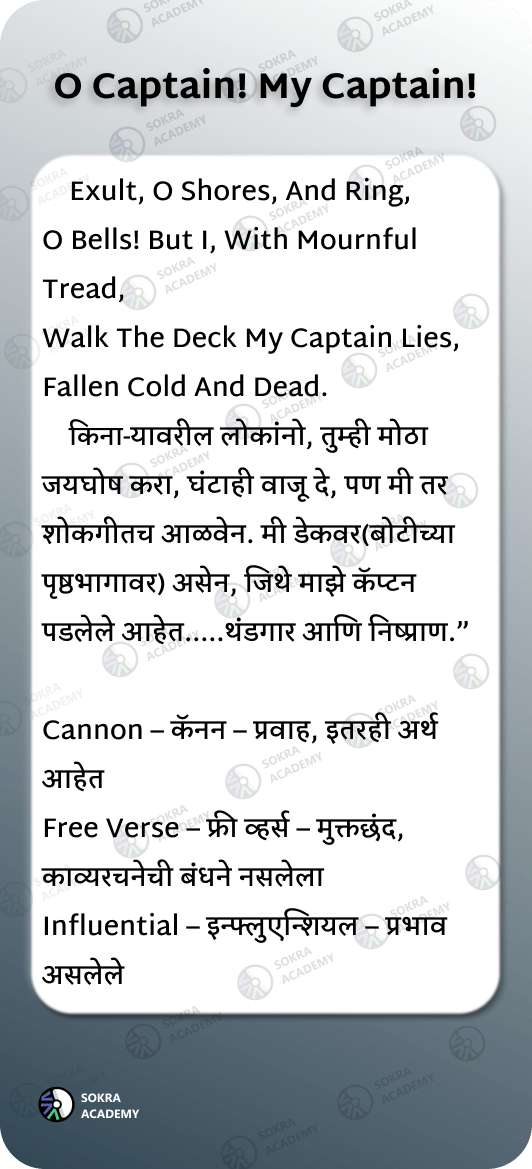 O Captain! My Captain!
Exult, O Shores, And Ring,
O Bells! But I, With Mournful
Tread,
Walk The Deck My Captain Lies,
Fallen Cold And Dead.
किना-यावरील लोकांनो, तुम्ही मोठा
जयघोष करा, घंटाही वाजू दे, पण मी तर
शोकगीतच आळवेन. मी डेकवर(बोटीच्या
पृष्ठभागावर) असेन, जिथे माझे कॅप्टन
पडलेले आहेत.....थंडगार आणि निष्प्राण.”
Cannon – कॅनन – प्रवाह, इतरही अर्थ
आहेत
Free Verse – फ्री व्हर्स – मुक्तछंद,
काव्यरचनेची बंधने नसलेला
Influential – इन्फ्लुएन्शियल – प्रभाव
असलेले
SOKRA
ACADEMY